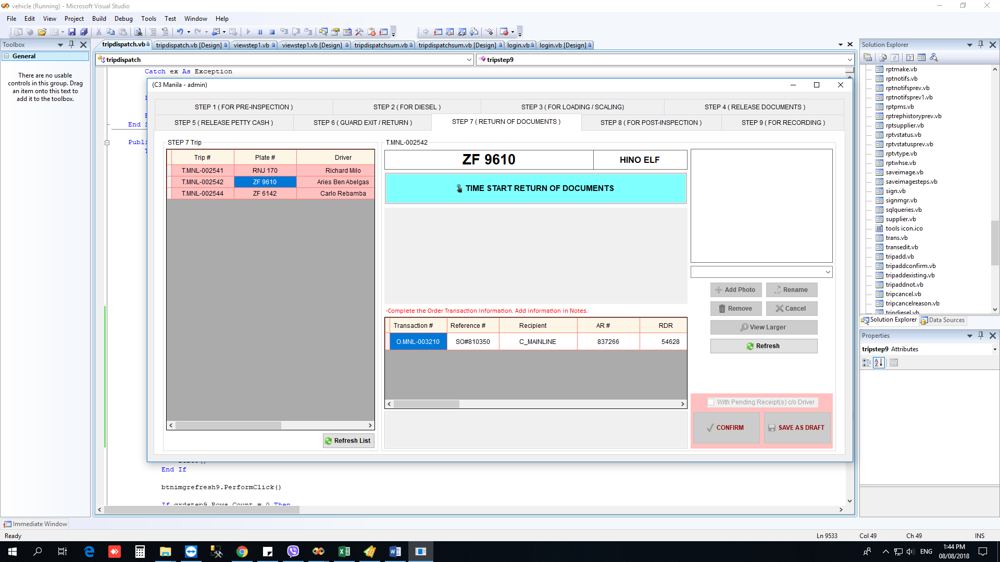 vehicle (Running) - Microsoft Visual Studio
File Edit View Project Build Debug Tools Test Window Help
Toolbox
General
There are no usable
controls in this group. Drag
an item onto this text to
add it to the toolbox.
tripdispatch.vb tripdispatch.vb [Design] viewstep1.vb viewstep1.vb [Design] tripdispatchsum.vb tripdispatchsum.vb [Design] login.vb login.vb [Design]
tripdispatch tripstep9
Catch ex As Exception
(C3 Manila - admin)
STEP 1 ( FOR PRE-INSPECTION ) STEP 2 ( FOR DIESEL ) STEP 3 ( FOR LOADING / SCALING) STEP 4 ( RELEASE DOCUMENTS )
STEP 5 ( RELEASE PETTY CASH ) STEP 6 ( GUARD EXIT / RETURN ) STEP 7 ( RETURN OF DOCUMENTS ) STEP 8 ( FOR POST-INSPECTION ) STEP 9 ( FOR RECORDING )
End
Publi
STEP 7 Trip
Trip # Plate # Driver
T.MNL-002541 RNJ 170 Richard Milo
T.MNL-002542 ZF 9610 Aries Ben Abelgas
T.MNL-002544 ZF 6142 Carlo Rebamba
Refresh List
T.MNL-002542
ZF 9610 HINO ELF
TIME START RETURN OF DOCUMENTS
-Complete the Order Transaction Information. Add information in Notes.
Transaction # Reference # Recipient AR # RDR
O.MNL-003210 SO#810350 C_MAINLINE 837266 54628
Add Photo Rename
Remove Cancel
View Larger
Refresh
With Pending Receipt(s) c/o Driver
CONFIRM SAVE AS DRAFT
End If
btnimgrefresh9.PerformClick()
If grdstep9.Rows.Count = 0 Then
Solution Explorer
rptmake.vb
rptnotifs.vb
rptnotifsprev.vb
rptnotifsprev1.vb
rptpms.vb
rptrephistoryprev.vb
rptsupplier.vb
rptvstatus.vb
rptvstatusprev.vb
rptvtype.vb
rptwhse.vb
saveimage.vb
saveimagesteps.vb
sign.vb
signmgr.vb
sqlqueries.vb
supplier.vb
tools icon.ico
trans.vb
transedit.vb
tripadd.vb
tripaddconfirm.vb
tripaddexisting.vb
tripaddnot.vb
tripcancel.vb
tripcancelreason.vb
tripdiesel.vb
Solution Explorer Data Sources
Properties
tripstep9 Attributes
Immediate Window
Ready Ln 9533 Col 49 Ch 49 INS
ENG
1:44 PM
08/08/2018